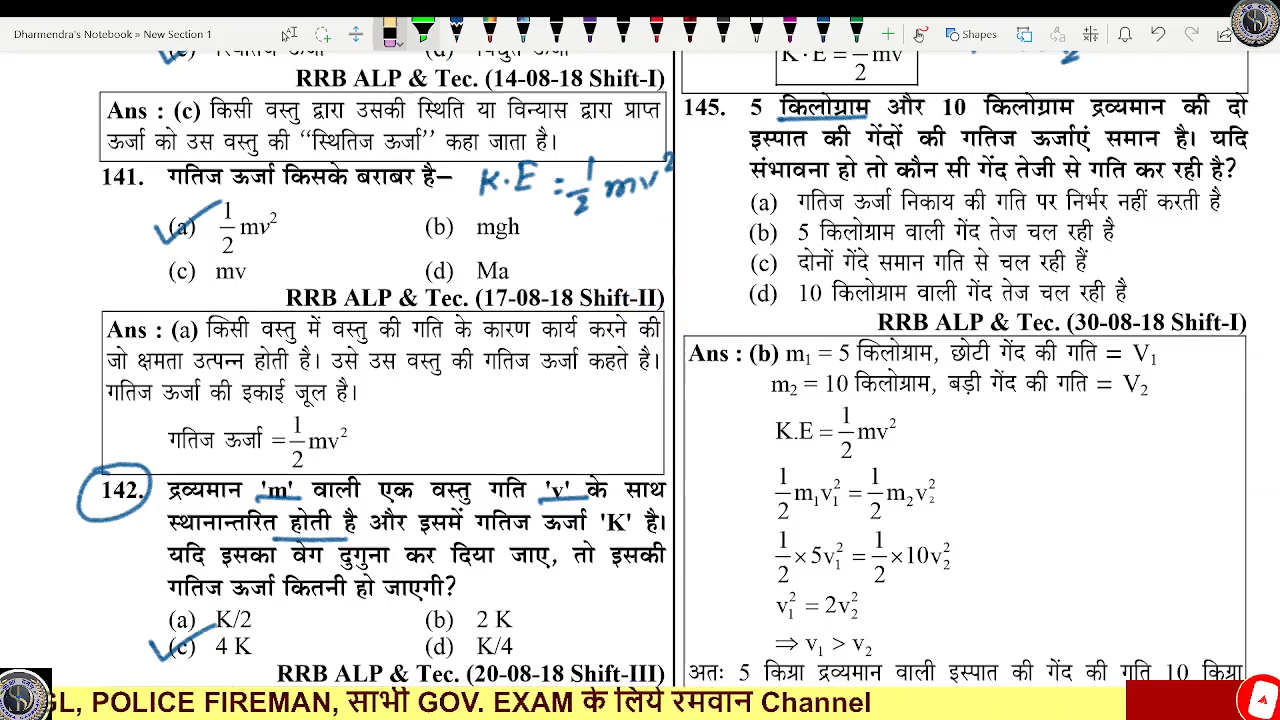 Dharmendra's Notebook » New Section 1
Shapes
RRB ALP & Tec. (14-08-18 Shift-I)
Ans : (c) किसी वस्तु द्वारा उसकी स्थिति या विन्यास द्वारा प्राप्त
ऊर्जा को उस वस्तु की ‘‘स्थितिज ऊर्जा’’ कहा जाता है।
141. गतिज ऊर्जा किसके बराबर है–
K.E = 1/2 mv²
(a) 1/2 mv² (b) mgh
(c) mv (d) Ma
RRB ALP & Tec. (17-08-18 Shift-II)
Ans : (a) किसी वस्तु में वस्तु की गति के कारण कार्य करने की
जो क्षमता उत्पन्न होती है। उसे उस वस्तु की गतिज ऊर्जा कहते है।
गतिज ऊर्जा की इकाई जूल है।
गतिज ऊर्जा = 1/2 mv²
142. द्रव्यमान 'm' वाली एक वस्तु गति 'v' के साथ
स्थानान्तरित होती है और इसमें गतिज ऊर्जा 'K' है।
यदि इसका वेग दुगुना कर दिया जाए, तो इसकी
गतिज ऊर्जा कितनी हो जाएगी?
(a) K/2 (b) 2 K
(c) 4 K (d) K/4
RRB ALP & Tec. (20-08-18 Shift-III)
K·E = 1/2 mv
145. 5 किलोग्राम और 10 किलोग्राम द्रव्यमान की दो
इस्पात की गेंदों की गतिज ऊर्जाएं समान है। यदि
संभावना हो तो कौन सी गेंद तेजी से गति कर रही है?
(a) गतिज ऊर्जा निकाय की गति पर निर्भर नहीं करती है
(b) 5 किलोग्राम वाली गेंद तेज चल रही है
(c) दोनों गेंदे समान गति से चल रही हैं
(d) 10 किलोग्राम वाली गेंद तेज चल रही है
RRB ALP & Tec. (30-08-18 Shift-I)
Ans : (b) m₁ = 5 किलोग्राम, छोटी गेंद की गति = V₁
m₂ = 10 किलोग्राम, बड़ी गेंद की गति = V₂
K.E = 1/2 mv²
1/2 m₁v₁² = 1/2 m₂v₂²
1/2 × 5v₁² = 1/2 × 10v₂²
v₁² = 2v₂²
⇒ v₁ > v₂
अतः 5 किग्रा द्रव्यमान वाली इस्पात की गेंद की गति 10 किग्रा
GL, POLICE FIREMAN, साभी GOV. EXAM के लिये रमवान Channel